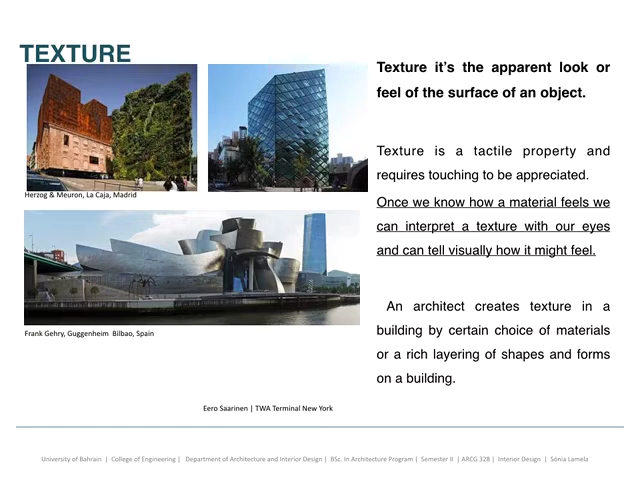 TEXTURE
Texture it's the apparent look or
feel of the surface of an object.
Texture is a tactile property and
requires touching to be appreciated.
Once we know how a material feels we
can interpret a texture with our eyes
and can tell visually how it might feel.
An architect creates texture in a
building by certain choice of materials
or a rich layering of shapes and forms
on a building.
Herzog & Meuron, La Caja, Madrid
Frank Gehry, Guggenheim Bilbao, Spain
Eero Saarinen | TWA Terminal New York
University of Bahrain | College of Engineering | Department of Architecture and Interior Design | BSc. In Architecture Program | Semester II | ARCG 328 | Interior Design | Sónia Lamela